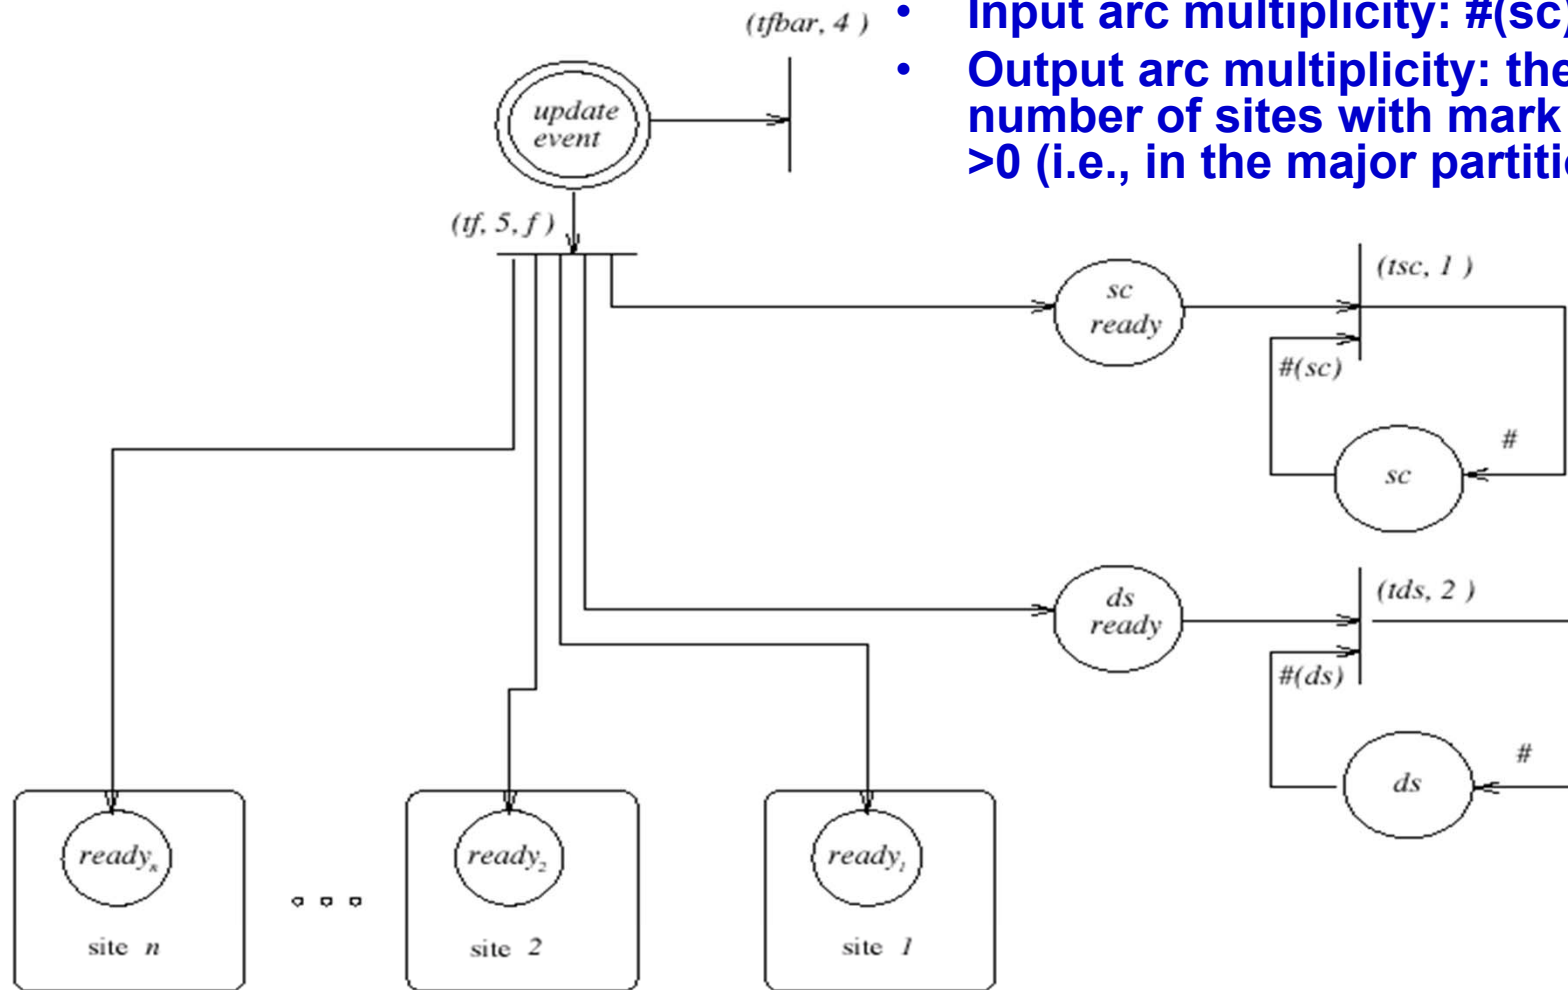 (tfbar, 4 )
• Input arc multiplicity: #(sc)
• Output arc multiplicity: the
number of sites with mark
>0 (i.e., in the major partiti
update
event
(tf, 5, f )
sc
ready
(tsc, 1 )
#(sc)
#
sc
ds
ready
(tds, 2 )
#(ds)
#
ds
readyₙ
ready₂
ready₁
site n
site 2
site 1